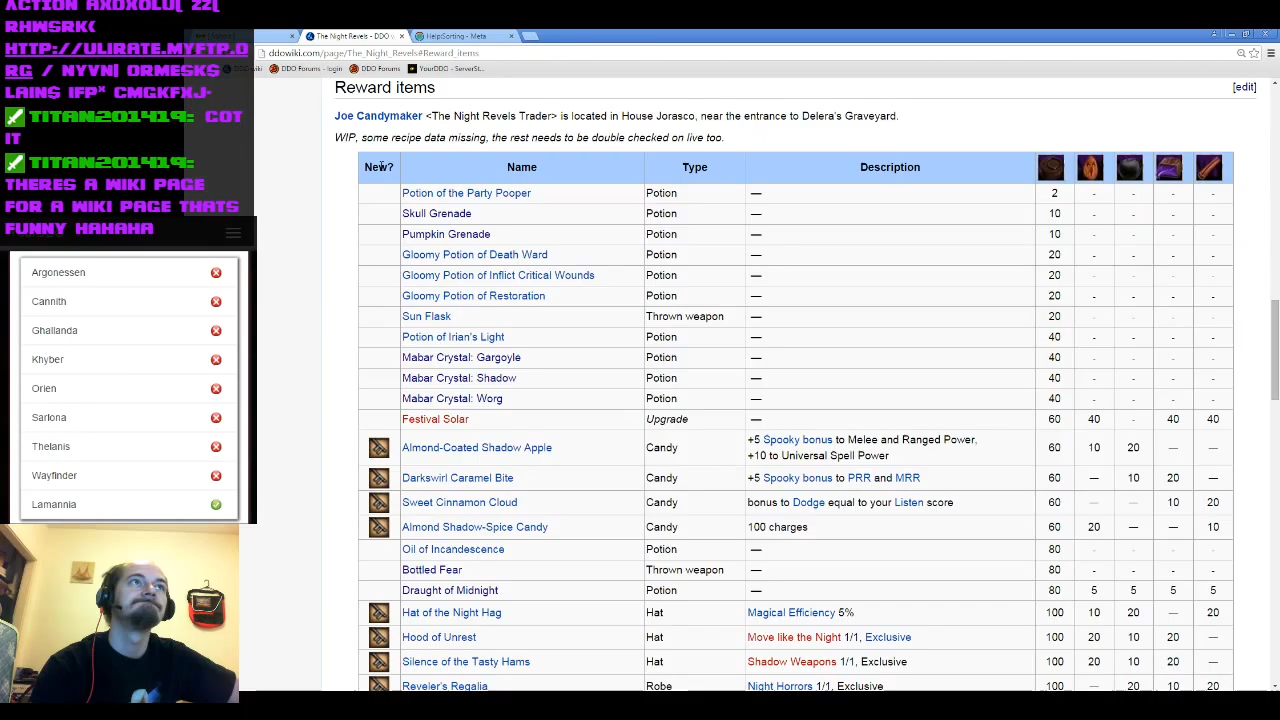 RHWSRK(
HTTP://ULIRATE.MYFTP.O
RG / NYVN| ORMESK$
LAIN$ IFP^ CMGKFXJ-
TITAN201419: GOT
IT
TITAN201419:
THERES A WIKI PAGE
FOR A WIKI PAGE THATS
FUNNY HAHAHA
Argonessen
Cannith
Ghallanda
Khyber
Orien
Sarlona
Thelanis
Wayfinder
Lamannia
The Night Revels - DDO w
HelpSorting - Meta
ddowiki.com/page/The_Night_Revels#Reward_items
DDO Forums - login
DDO Forums
YourDDO - ServerSt...
Reward items
[edit]
Joe Candymaker <The Night Revels Trader> is located in House Jorasco, near the entrance to Delera's Graveyard.
WIP, some recipe data missing, the rest needs to be double checked on live too.
New? Name Type Description
Potion of the Party Pooper Potion — 2 - - - -
Skull Grenade Potion — 10 - - - -
Pumpkin Grenade Potion — 10 - - - -
Gloomy Potion of Death Ward Potion — 20 - - - -
Gloomy Potion of Inflict Critical Wounds Potion — 20 - - - -
Gloomy Potion of Restoration Potion — 20 - - - -
Sun Flask Thrown weapon — 20 - - - -
Potion of Irian's Light Potion — 40 - - - -
Mabar Crystal: Gargoyle Potion — 40 - - - -
Mabar Crystal: Shadow Potion — 40 - - - -
Mabar Crystal: Worg Potion — 40 - - - -
Festival Solar Upgrade — 60 40 - 40 40
Almond-Coated Shadow Apple Candy +5 Spooky bonus to Melee and Ranged Power,
+10 to Universal Spell Power 60 10 20 — —
Darkswirl Caramel Bite Candy +5 Spooky bonus to PRR and MRR 60 — 10 20 —
Sweet Cinnamon Cloud Candy bonus to Dodge equal to your Listen score 60 — — 10 20
Almond Shadow-Spice Candy Candy 100 charges 60 20 — — 10
Oil of Incandescence Potion — 80 - - - -
Bottled Fear Thrown weapon — 80 - - - -
Draught of Midnight Potion — 80 5 5 5 5
Hat of the Night Hag Hat Magical Efficiency 5% 100 10 20 — 20
Hood of Unrest Hat Move like the Night 1/1, Exclusive 100 20 10 20 —
Silence of the Tasty Hams Hat Shadow Weapons 1/1, Exclusive 100 20 10 20 —
Reveler's Regalia Robe Night Horrors 1/1, Exclusive 100 — 20 10 20